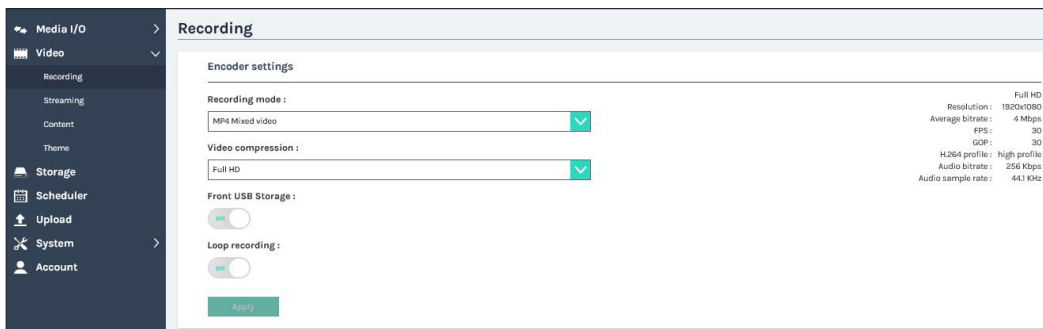 Media I/O
Video
Recording
Streaming
Content
Theme
Storage
Scheduler
Upload
System
Account
Recording
Encoder settings
Recording mode :
MP4 Mixed video
Video compression :
Full HD
Front USB Storage :
on
Loop recording :
on
Apply
Full HD
Resolution : 1920x1080
Average bitrate : 4 Mbps
FPS : 30
GOP : 30
H.264 profile : high profile
Audio bitrate : 256 Kbps
Audio sample rate : 44.1 KHz